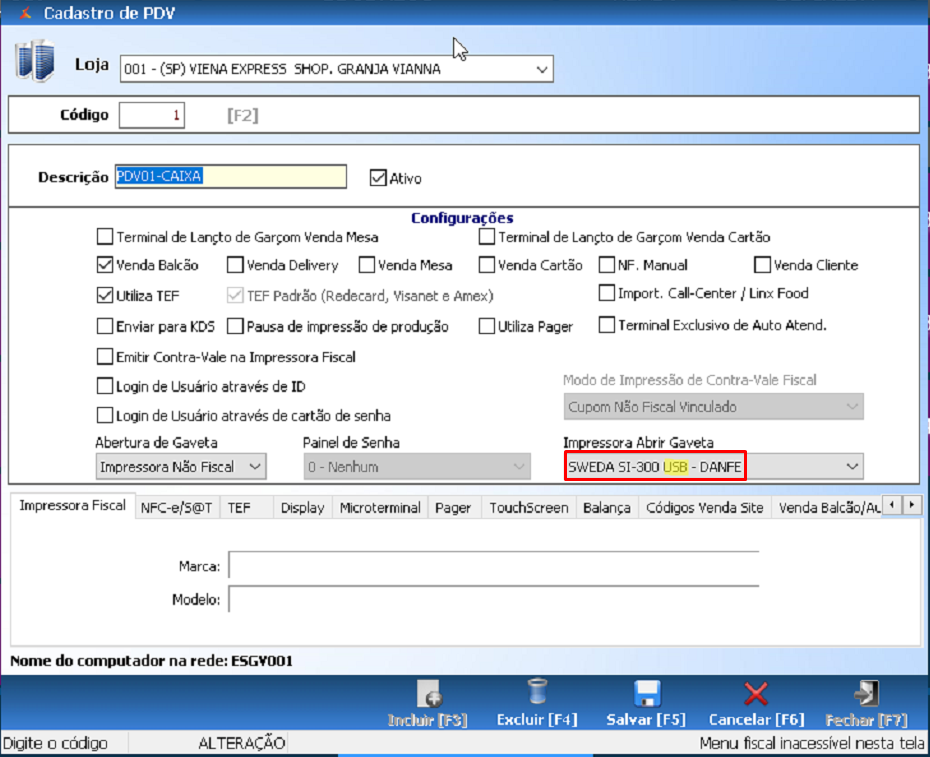 Cadastro de PDV
Loja 001 - (SP) VIENA EXPRESS SHOP. GRANJA VIANNA
Código 1 [F2]
Descrição PDV01-CAIXA Ativo
Configurações
Terminal de Lançto de Garçom Venda Mesa Terminal de Lançto de Garçom Venda Cartão
Venda Balcão Venda Delivery Venda Mesa Venda Cartão NF. Manual Venda Cliente
Utiliza TEF TEF Padrão (Redecard, Visanet e Amex) Import. Call-Center / Linx Food
Enviar para KDS Pausa de impressão de produção Utiliza Pager Terminal Exclusivo de Auto Atend.
Emitir Contra-Vale na Impressora Fiscal
Login de Usuário através de ID
Modo de Impressão de Contra-Vale Fiscal
Cupom Não Fiscal Vinculado
Login de Usuário através de cartão de senha
Abertura de Gaveta Painel de Senha Impressora Abrir Gaveta
Impressora Não Fiscal 0 - Nenhum SWEDA SI-300 USB - DANFE
Impressora Fiscal NFC-e/S@T TEF Display Microterminal Pager TouchScreen Balança Códigos Venda Site Venda Balcão/Au
Marca:
Modelo:
Nome do computador na rede: ESGV001
Incluir [F3] Excluir [F4] Salvar [F5] Cancelar [F6] Fechar [F7]
Digite o código ALTERAÇÃO Menu fiscal inacessível nesta tela